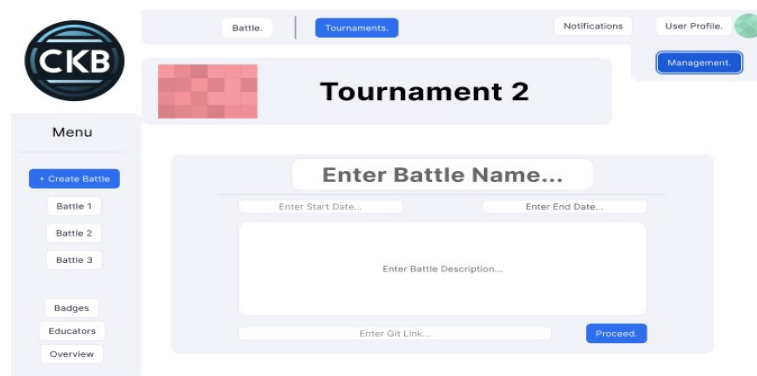 CKB
Battle.
Tournaments.
Notifications
User Profile.
Management.
Tournament 2
Menu
+ Create Battle
Battle 1
Battle 2
Battle 3
Badges
Educators
Overview
Enter Battle Name...
Enter Start Date...
Enter End Date...
Enter Battle Description...
Enter Git Link,...
Proceed.